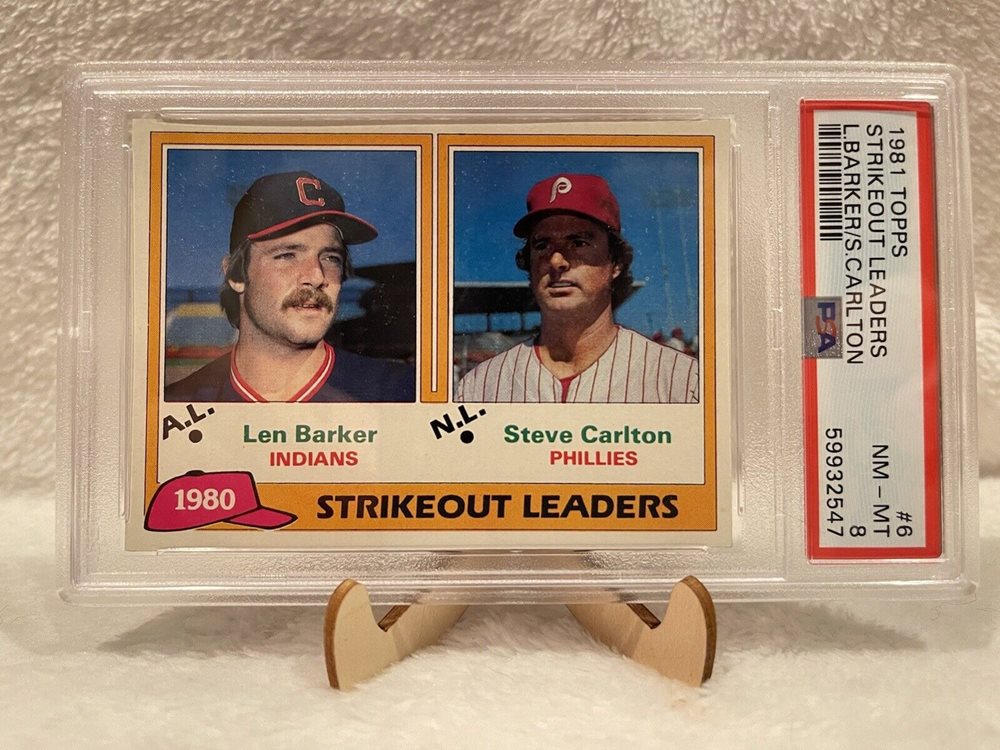 C
P
A.L.
Len Barker
INDIANS
N.L.
Steve Carlton
PHILLIES
1980
STRIKEOUT LEADERS
1981 TOPPS
#6
STRIKEOUT LEADERS
NM - MT
L.BARKER/S.CARLTON
8
PSA
59932547